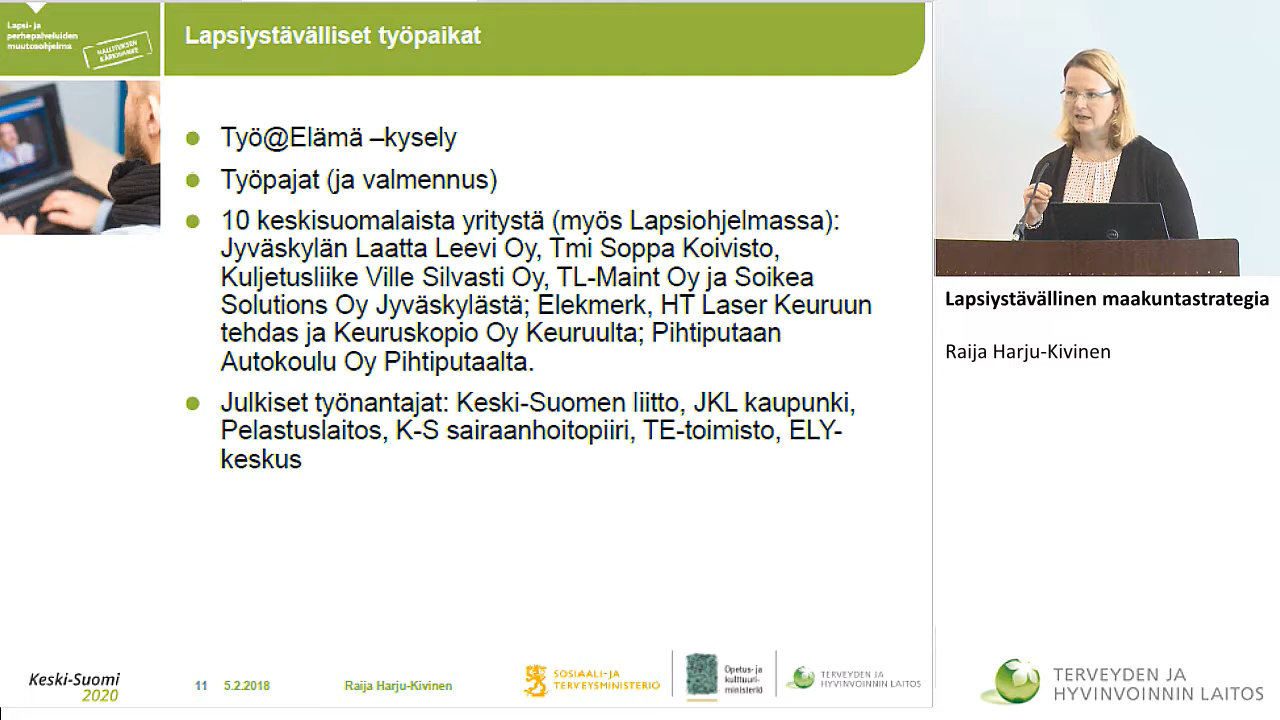 Lapsi- ja
perhepalveluiden
muutosohjelma
HALLITUKSEN
KÄRKIHANKE
Lapsiystävälliset työpaikat
Työ@Elämä –kysely
Työpajat (ja valmennus)
10 keskisuomalaista yritystä (myös Lapsiohjelmassa):
Jyväskylän Laatta Leevi Oy, Tmi Soppa Koivisto,
Kuljetusliike Ville Silvasti Oy, TL-Maint Oy ja Soikea
Solutions Oy Jyväskylästä; Elekmerk, HT Laser Keuruun
tehdas ja Keuruskopio Oy Keuruulta; Pihtiputaan
Autokoulu Oy Pihtiputaalta.
Julkiset työnantajat: Keski-Suomen liitto, JKL kaupunki,
Pelastuslaitos, K-S sairaanhoitopiiri, TE-toimisto, ELY-
keskus
Keski-Suomi
2020
11 5.2.2018 Raija Harju-Kivinen
SOSIAALI- JA
TERVEYSMINISTERIÖ
Opetus- ja
kulttuuri-
ministeriö
TERVEYDEN JA
HYVINVOINNIN LAITOS
Lapsiystävällinen maakuntastrategia
Raija Harju-Kivinen
TERVEYDEN JA
HYVINVOINNIN LAITOS